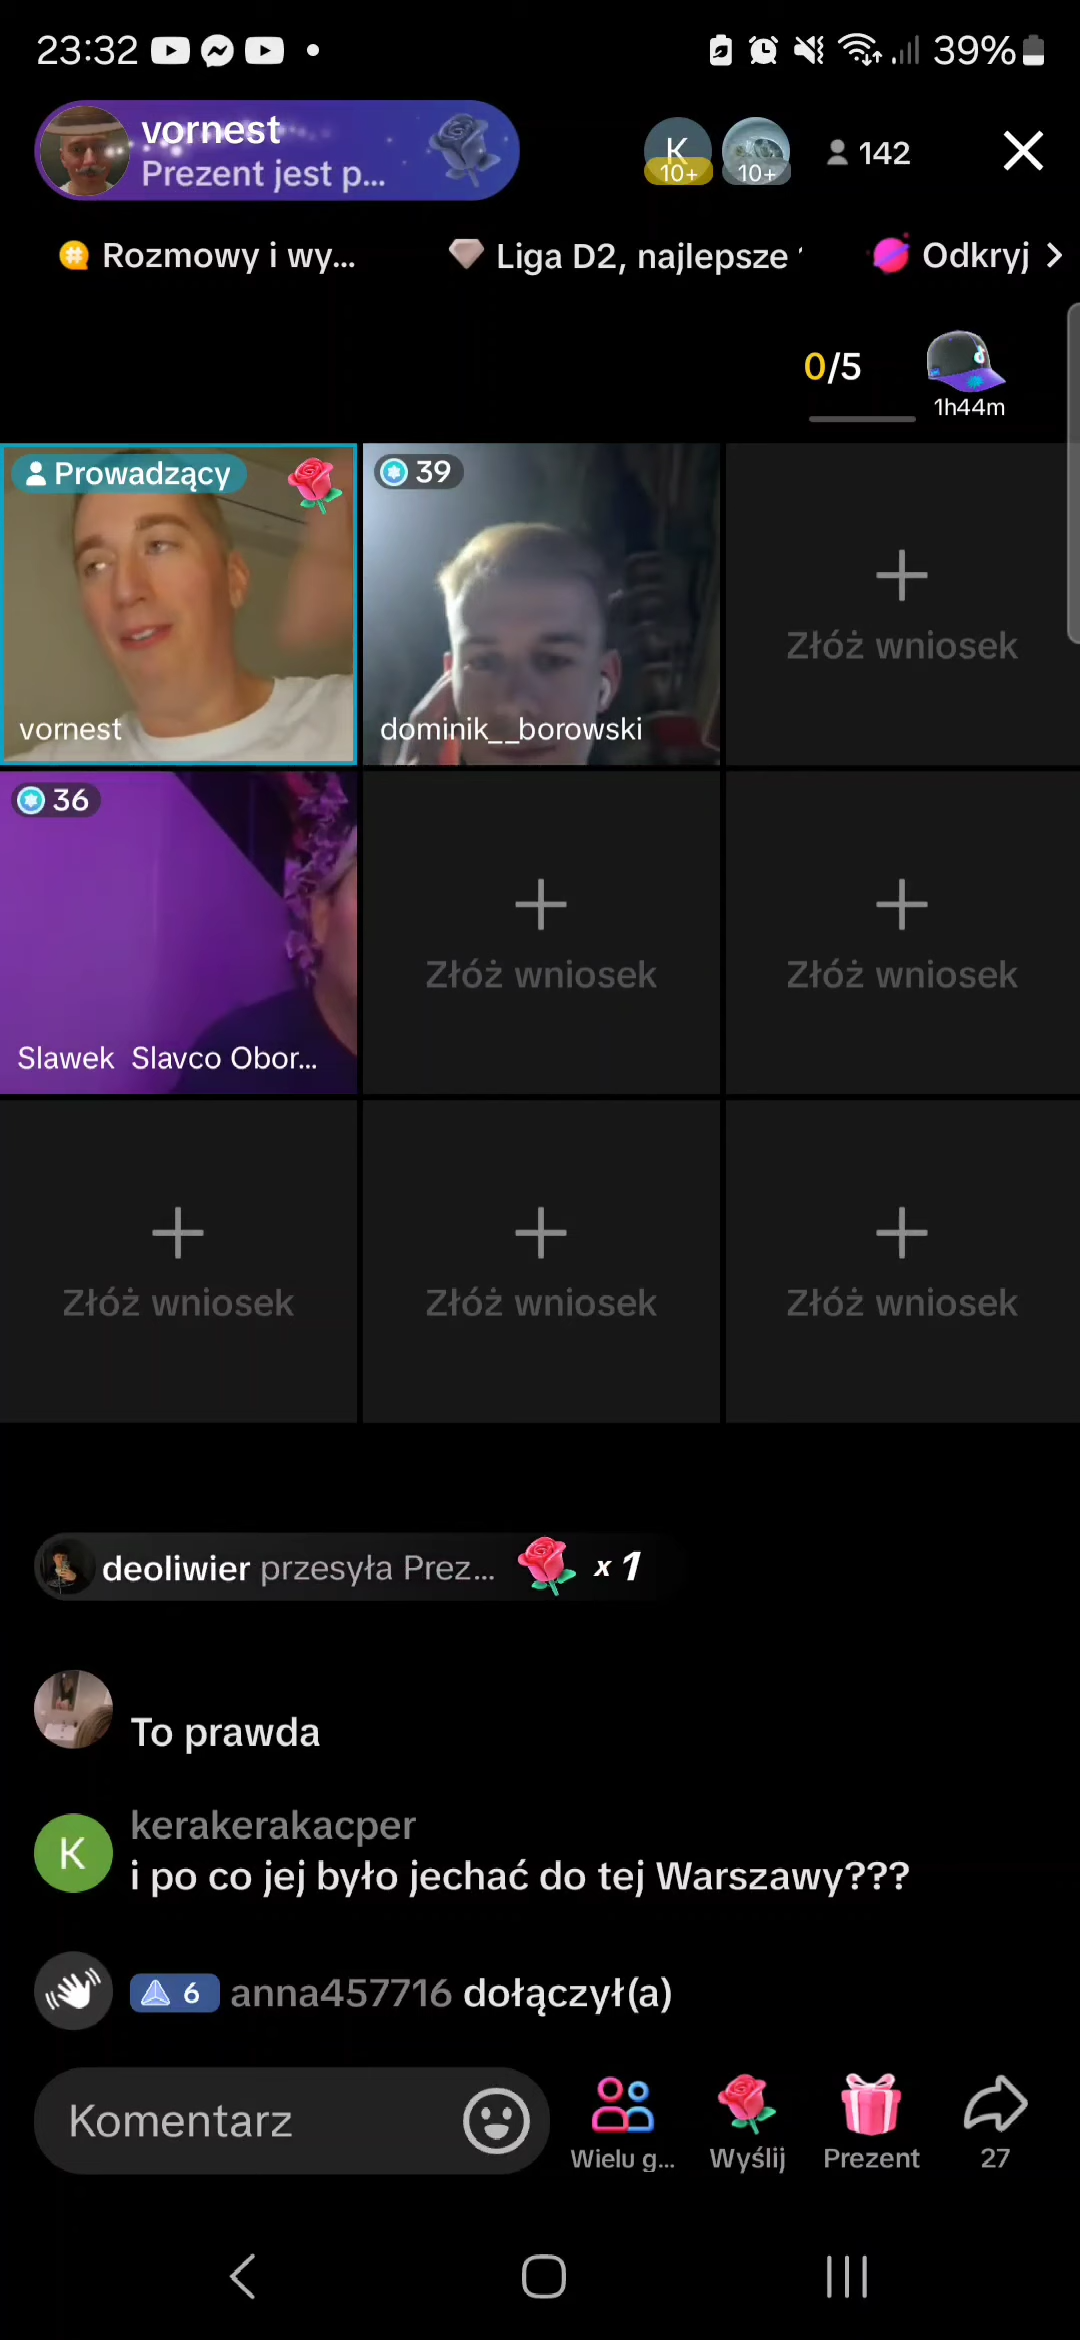 23:32
39%
vornest
Prezent jest p...
K
10+
10+
142
Rozmowy i wy...
Liga D2, najlepsze
Odkryj
0/5
1h44m
Prowadzący
vornest
39
dominik__borowski
Złóż wniosek
36
Slawek Slavco Obor...
Złóż wniosek
Złóż wniosek
Złóż wniosek
Złóż wniosek
Złóż wniosek
deoliwier przesyła Prez... x 1
To prawda
K
kerakerakacper
i po co jej było jechać do tej Warszawy???
6 anna457716 dołączył(a)
Komentarz
Wielu g...
Wyślij
Prezent
27